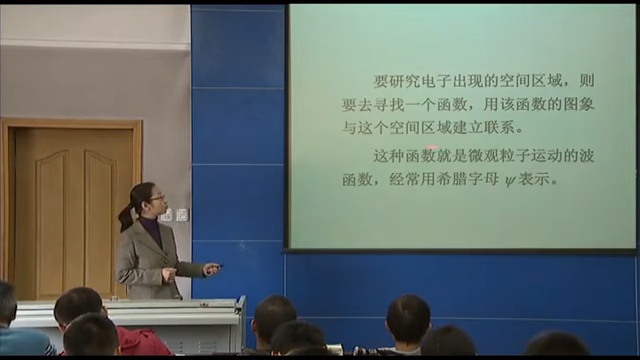 要研究电子出现的空间区域，则
要去寻找一个函数，用该函数的图象
与这个空间区域建立联系。
这种函数就是微观粒子运动的波
函数，经常用希腊字母 ψ 表示。